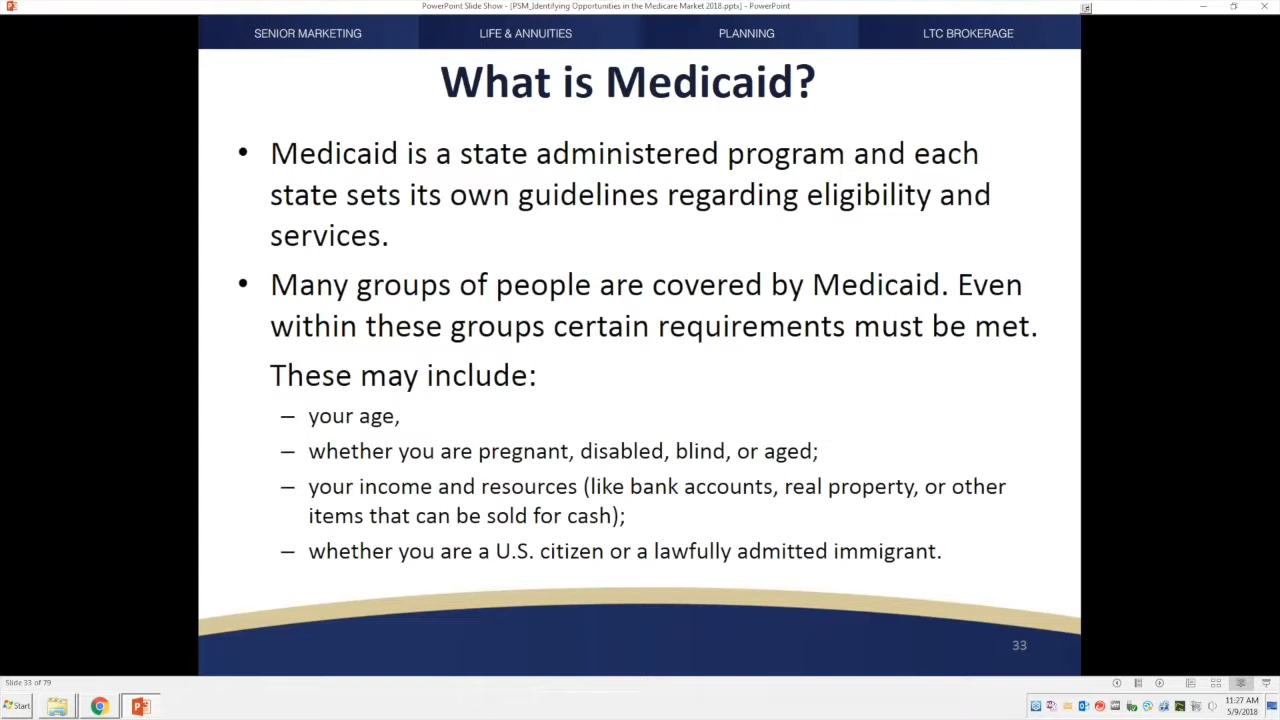 PowerPoint Slide Show - [PSM_Identifying Opportunities in the Medicare Market 2018.pptx] - PowerPoint
SENIOR MARKETING LIFE & ANNUITIES PLANNING LTC BROKERAGE
What is Medicaid?
• Medicaid is a state administered program and each
state sets its own guidelines regarding eligibility and
services.
• Many groups of people are covered by Medicaid. Even
within these groups certain requirements must be met.
These may include:
– your age,
– whether you are pregnant, disabled, blind, or aged;
– your income and resources (like bank accounts, real property, or other
items that can be sold for cash);
– whether you are a U.S. citizen or a lawfully admitted immigrant.
33
Slide 33 of 79
Start
11:27 AM
5/9/2018